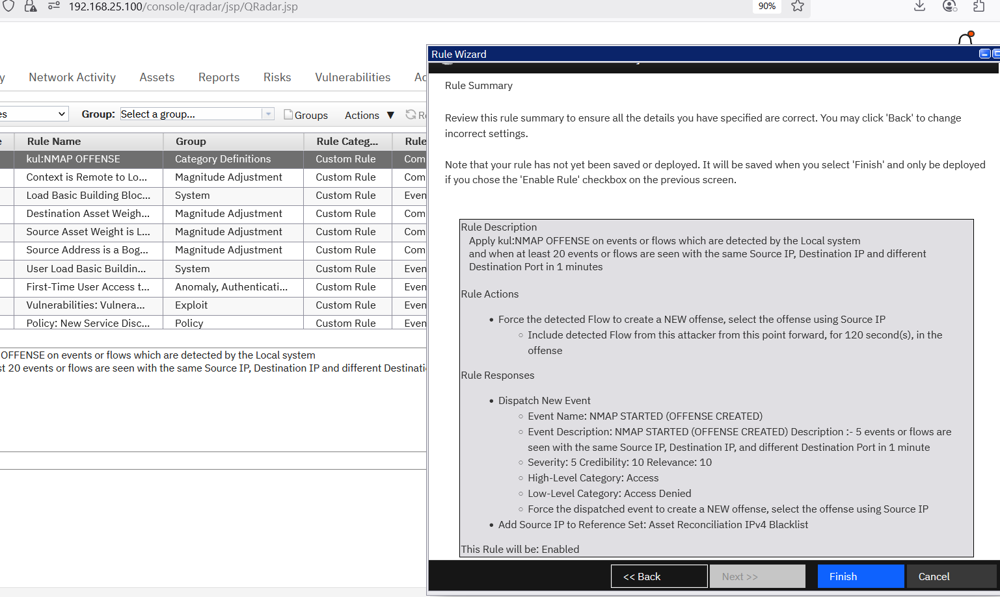 192.168.25.100/console/qradar/jsp/QRadar.jsp
90%
y Network Activity Assets Reports Risks Vulnerabilities
es Group: Select a group... Groups Actions ▼
Rule Name Group Rule Categ... Rule
kul:NMAP OFFENSE Category Definitions Custom Rule Com
Context is Remote to Lo... Magnitude Adjustment Custom Rule Com
Load Basic Building Bloc... System Custom Rule Even
Destination Asset Weigh... Magnitude Adjustment Custom Rule Com
Source Asset Weight is L... Magnitude Adjustment Custom Rule Com
Source Address is a Bog... Magnitude Adjustment Custom Rule Com
User Load Basic Buildin... System Custom Rule Even
First-Time User Access t... Anomaly, Authenticati... Custom Rule Even
Vulnerabilities: Vulnera... Exploit Custom Rule Even
Policy: New Service Disc... Policy Custom Rule Even
OFFENSE on events or flows which are detected by the Local system
st 20 events or flows are seen with the same Source IP, Destination IP and different Destinati
Rule Wizard
Rule Summary
Review this rule summary to ensure all the details you have specified are correct. You may click 'Back' to change
incorrect settings.
Note that your rule has not yet been saved or deployed. It will be saved when you select 'Finish' and only be deployed
if you chose the 'Enable Rule' checkbox on the previous screen.
Rule Description
Apply kul:NMAP OFFENSE on events or flows which are detected by the Local system
and when at least 20 events or flows are seen with the same Source IP, Destination IP and different
Destination Port in 1 minutes
Rule Actions
• Force the detected Flow to create a NEW offense, select the offense using Source IP
○ Include detected Flow from this attacker from this point forward, for 120 second(s), in the
offense
Rule Responses
• Dispatch New Event
○ Event Name: NMAP STARTED (OFFENSE CREATED)
○ Event Description: NMAP STARTED (OFFENSE CREATED) Description :- 5 events or flows are
seen with the same Source IP, Destination IP, and different Destination Port in 1 minute
○ Severity: 5 Credibility: 10 Relevance: 10
○ High-Level Category: Access
○ Low-Level Category: Access Denied
○ Force the dispatched event to create a NEW offense, select the offense using Source IP
• Add Source IP to Reference Set: Asset Reconciliation IPv4 Blacklist
This Rule will be: Enabled
<< Back Next >> Finish Cancel